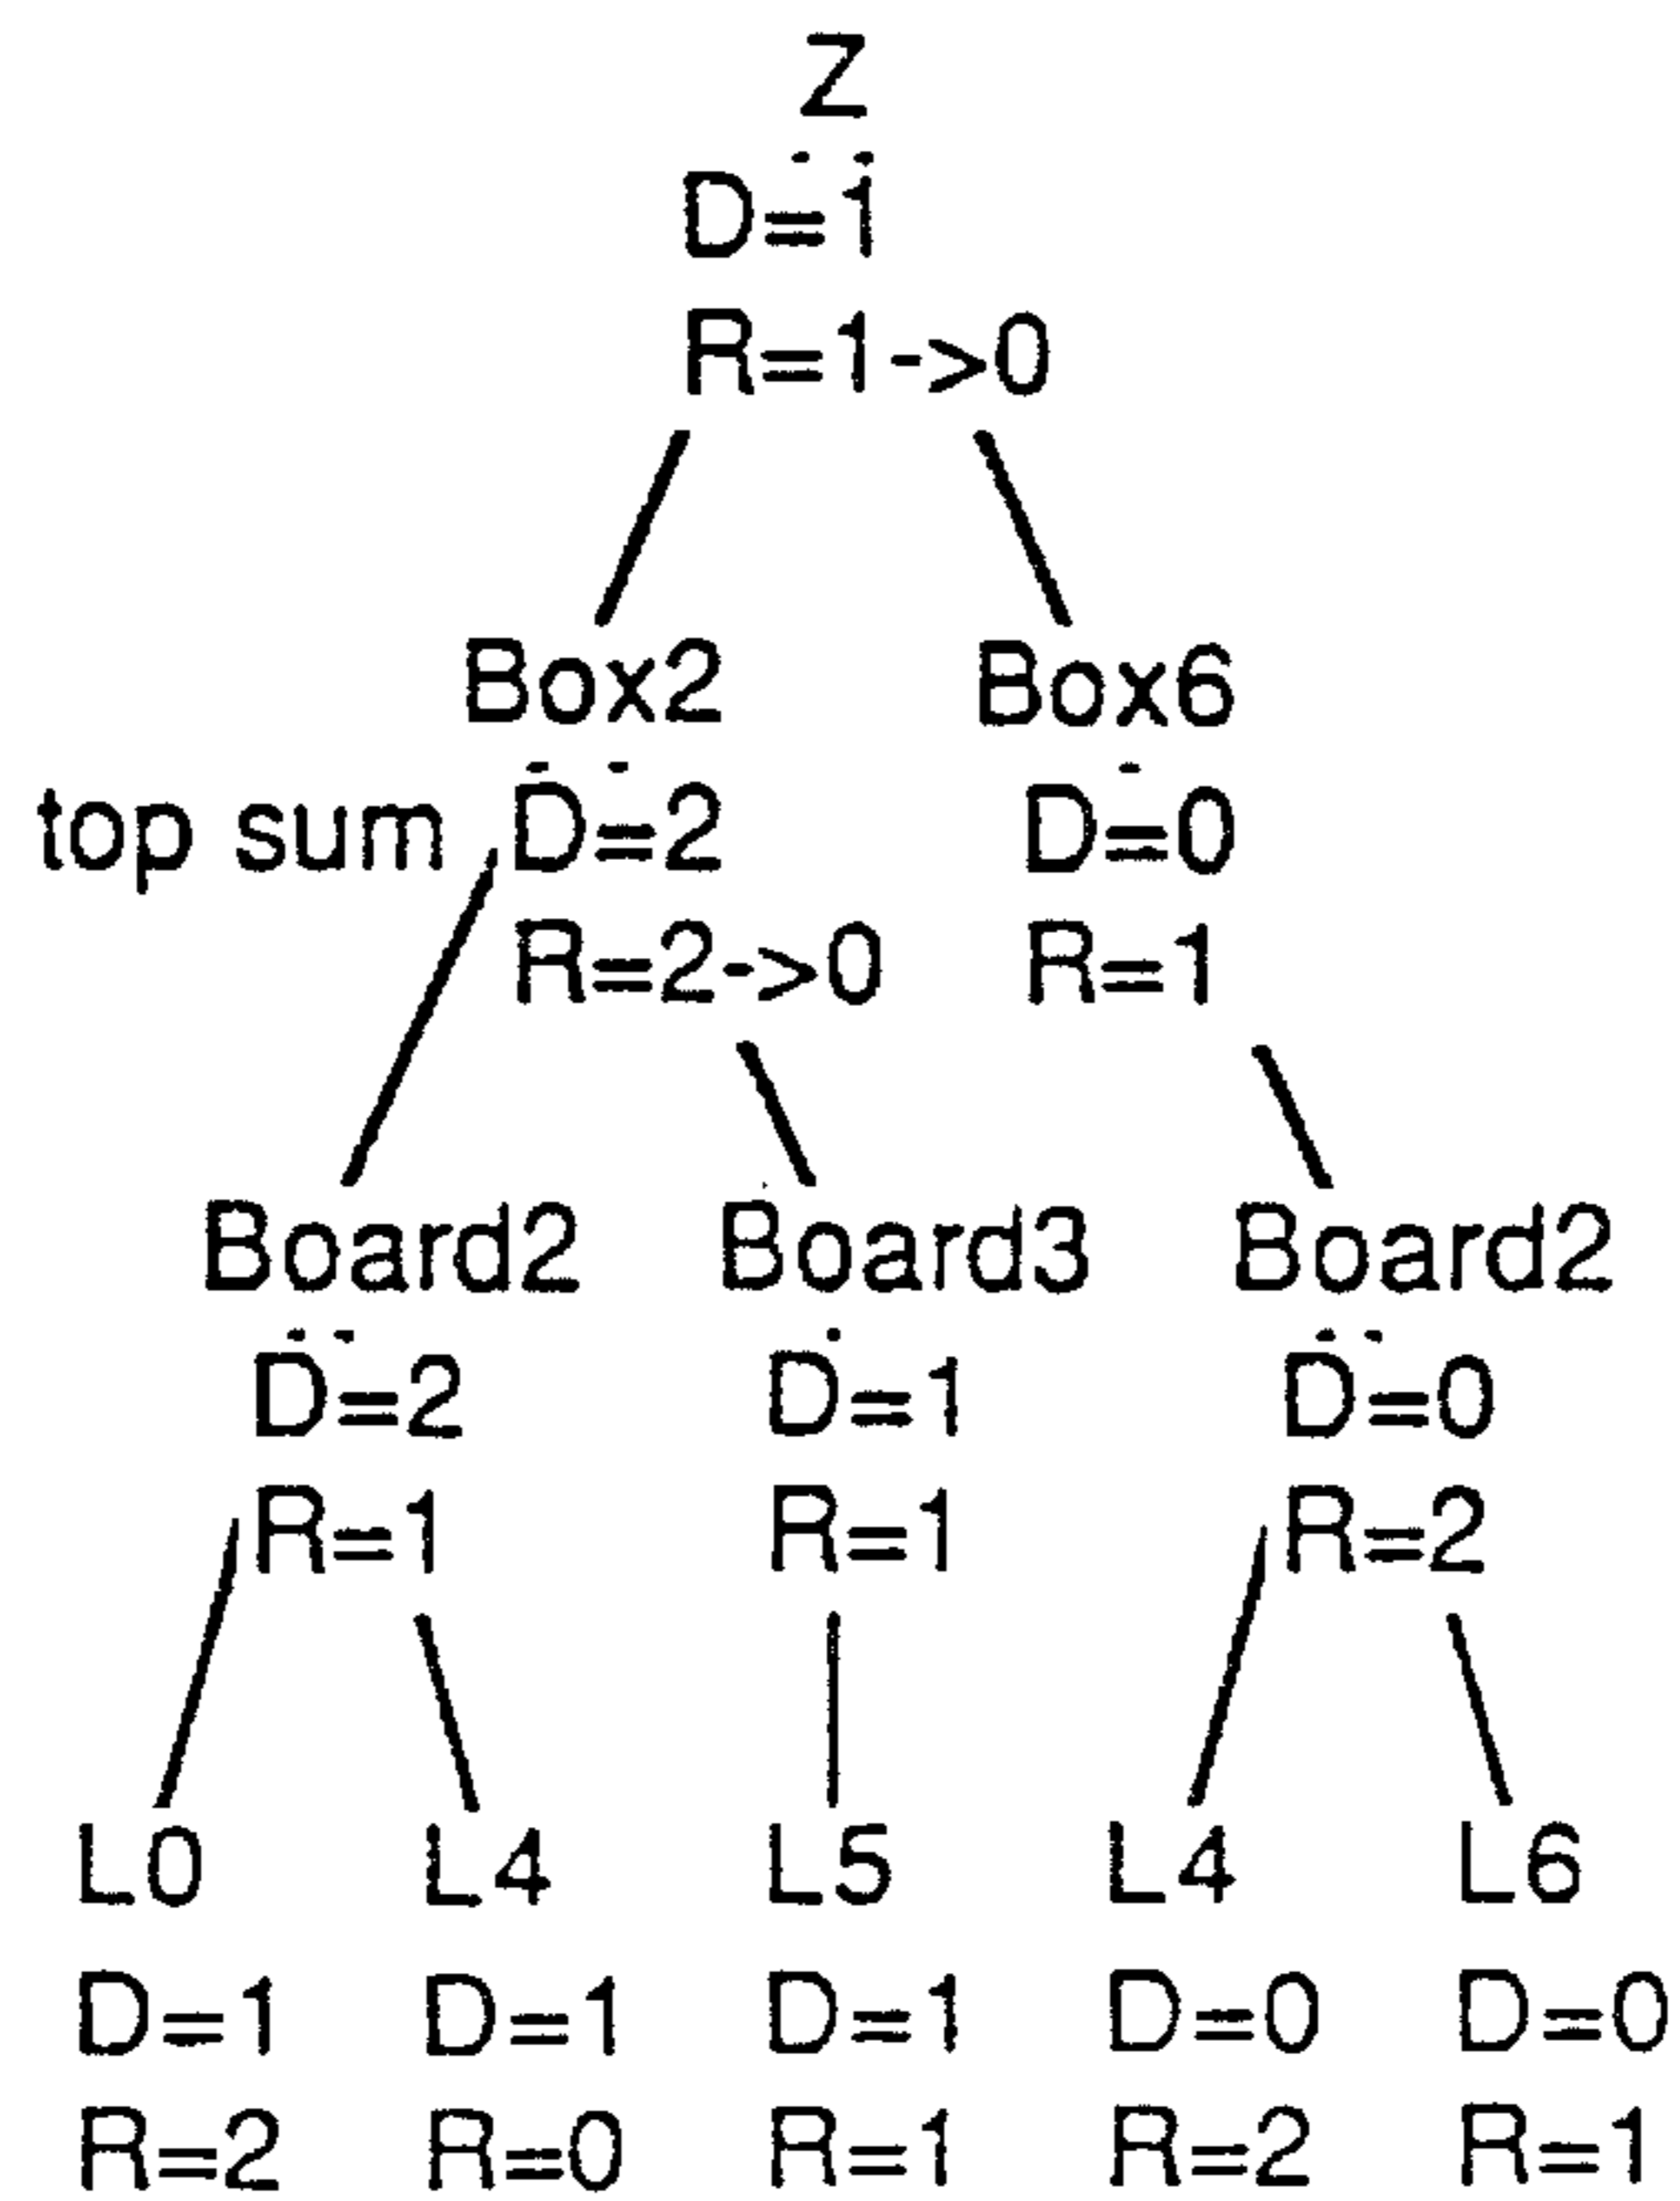 Z
D=1
R=1->0
Box2 Box6
top sum D=2 D=0
R=2->0 R=1
Board2 Board3 Board2
D=2 D=1 D=0
R=1 R=1 R=2
L0 L4 L5 L4 L6
D=1 D=1 D=1 D=0 D=0
R=2 R=0 R=1 R=2 R=1